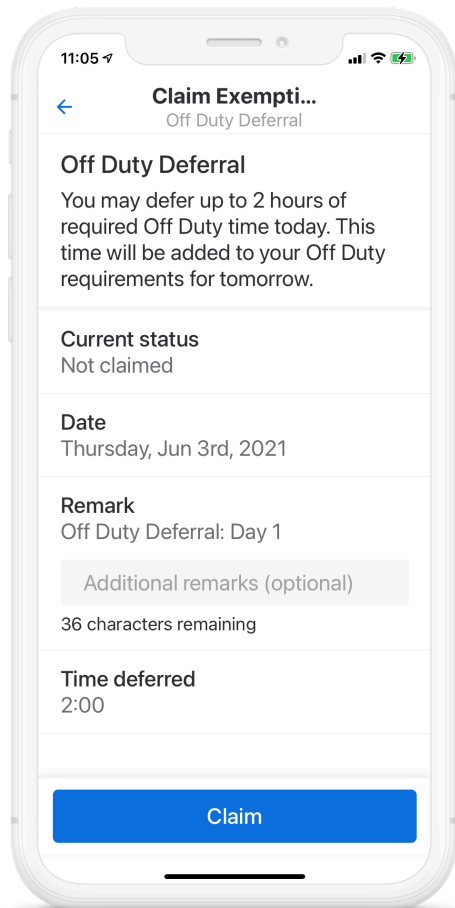 11:05
Claim Exempti...
Off Duty Deferral
Off Duty Deferral
You may defer up to 2 hours of
required Off Duty time today. This
time will be added to your Off Duty
requirements for tomorrow.
Current status
Not claimed
Date
Thursday, Jun 3rd, 2021
Remark
Off Duty Deferral: Day 1
Additional remarks (optional)
36 characters remaining
Time deferred
2:00
Claim